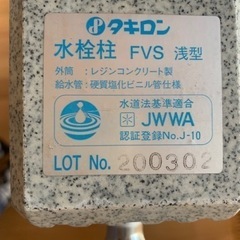 タキロン
水栓柱 FVS 浅型
外筒：レジンコンクリート製
給水管：硬質塩化ビニル管仕様
水道法基準適合
水 JWWA
認証登録No.J-10
LOT No. 200302